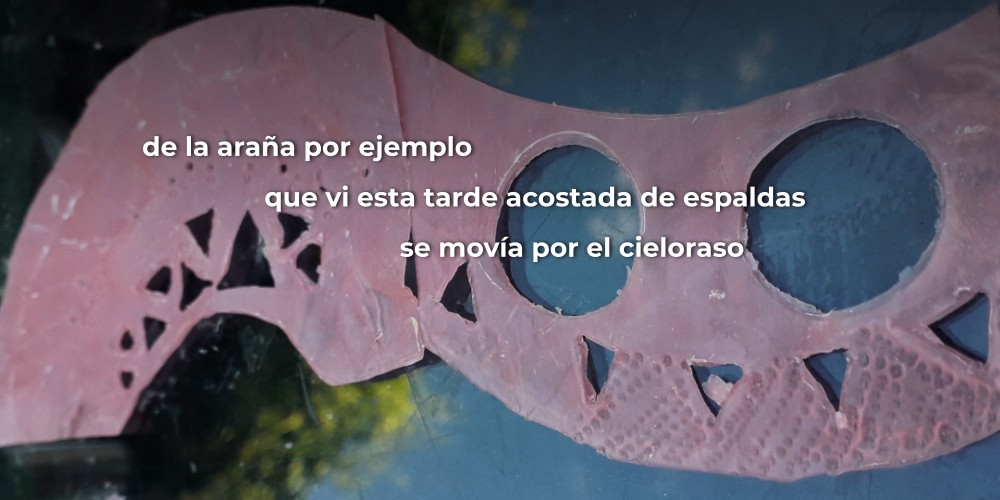 de la araña por ejemplo
que vi esta tarde acostada de espaldas
se movía por el cieloraso